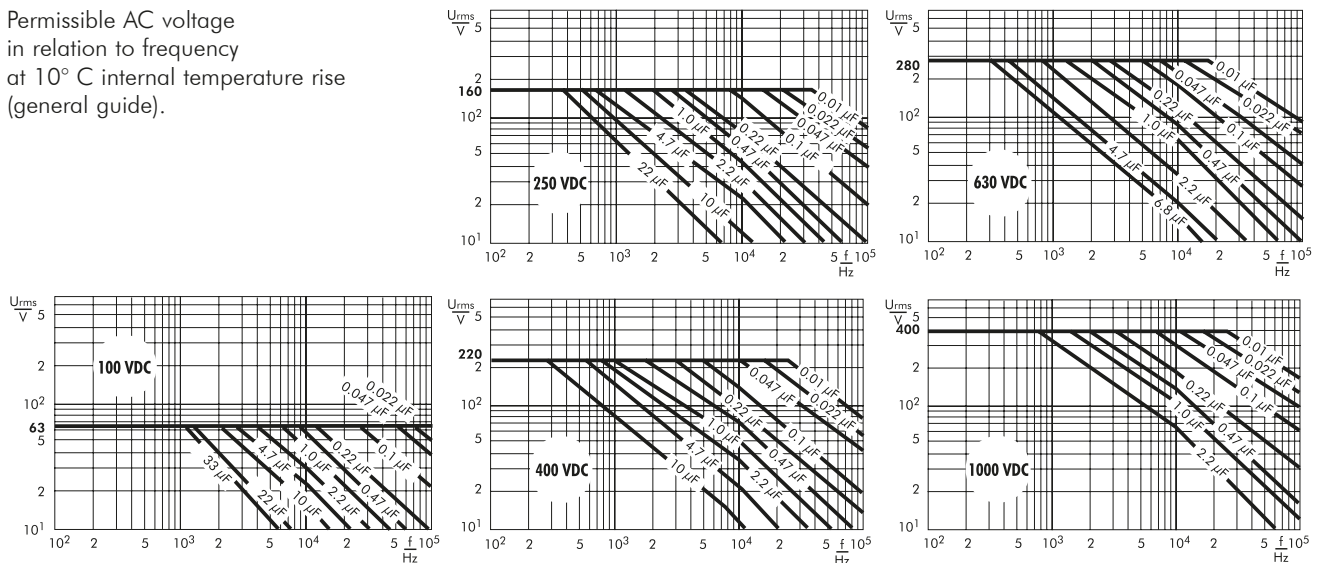 Permissible AC voltage
in relation to frequency
at 10° C internal temperature rise
(general guide).
Urms
V
5
2
160
10²
5
2
10¹
250 VDC
22 µF
10 µF
4.7 µF
2.2 µF
1.0 µF
0.47 µF
0.22 µF
0.1 µF
0.047 µF
0.022 µF
0.01 µF
10² 2 5 10³ 2 5 10⁴ 2 5 f/Hz 10⁵
Urms
V
5
280
2
10²
5
2
10¹
630 VDC
6.8 µF
4.7 µF
2.2 µF
1.0 µF
0.47 µF
0.22 µF
0.1 µF
0.047 µF
0.022 µF
0.01 µF
10² 2 5 10³ 2 5 10⁴ 2 5 f/Hz 10⁵
Urms
V
5
2
10²
63
5
2
10¹
100 VDC
33 µF
22 µF
10 µF
4.7 µF
2.2 µF
1.0 µF
0.47 µF
0.22 µF
0.1 µF
0.047 µF
0.022 µF
10² 2 5 10³ 2 5 10⁴ 2 5 f/Hz 10⁵
Urms
V
5
220
2
10²
5
2
10¹
400 VDC
10 µF
4.7 µF
2.2 µF
1.0 µF
0.47 µF
0.22 µF
0.1 µF
0.047 µF
0.022 µF
0.01 µF
10² 2 5 10³ 2 5 10⁴ 2 5 f/Hz 10⁵
Urms
V
5
400
2
10²
5
2
10¹
1000 VDC
2.2 µF
1.0 µF
0.47 µF
0.22 µF
0.1 µF
0.047 µF
0.022 µF
0.01 µF
10² 2 5 10³ 2 5 10⁴ 2 5 f/Hz 10⁵